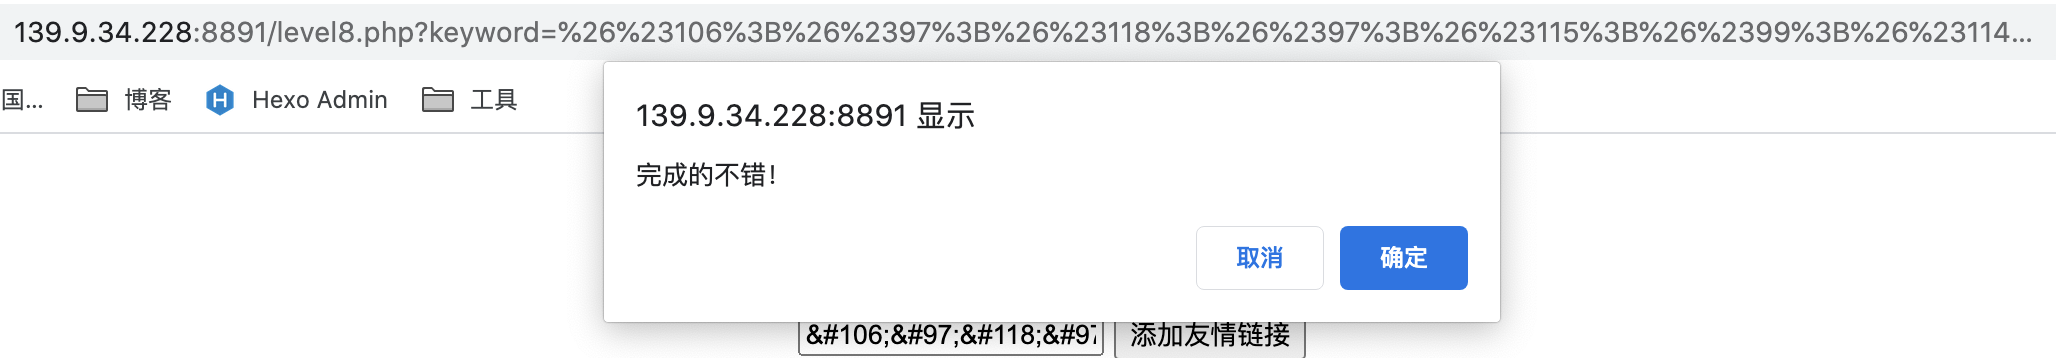 139.9.34.228:8891/level8.php?keyword=%26%23106%3B%26%2397%3B%26%23118%3B%26%2397%3B%26%23115%3B%26%2399%3B%26%23114...
国... 博客 H Hexo Admin 工具
139.9.34.228:8891 显示
完成的不错!
取消 确定
&#106;&#97;&#118;&#97; 添加友情链接